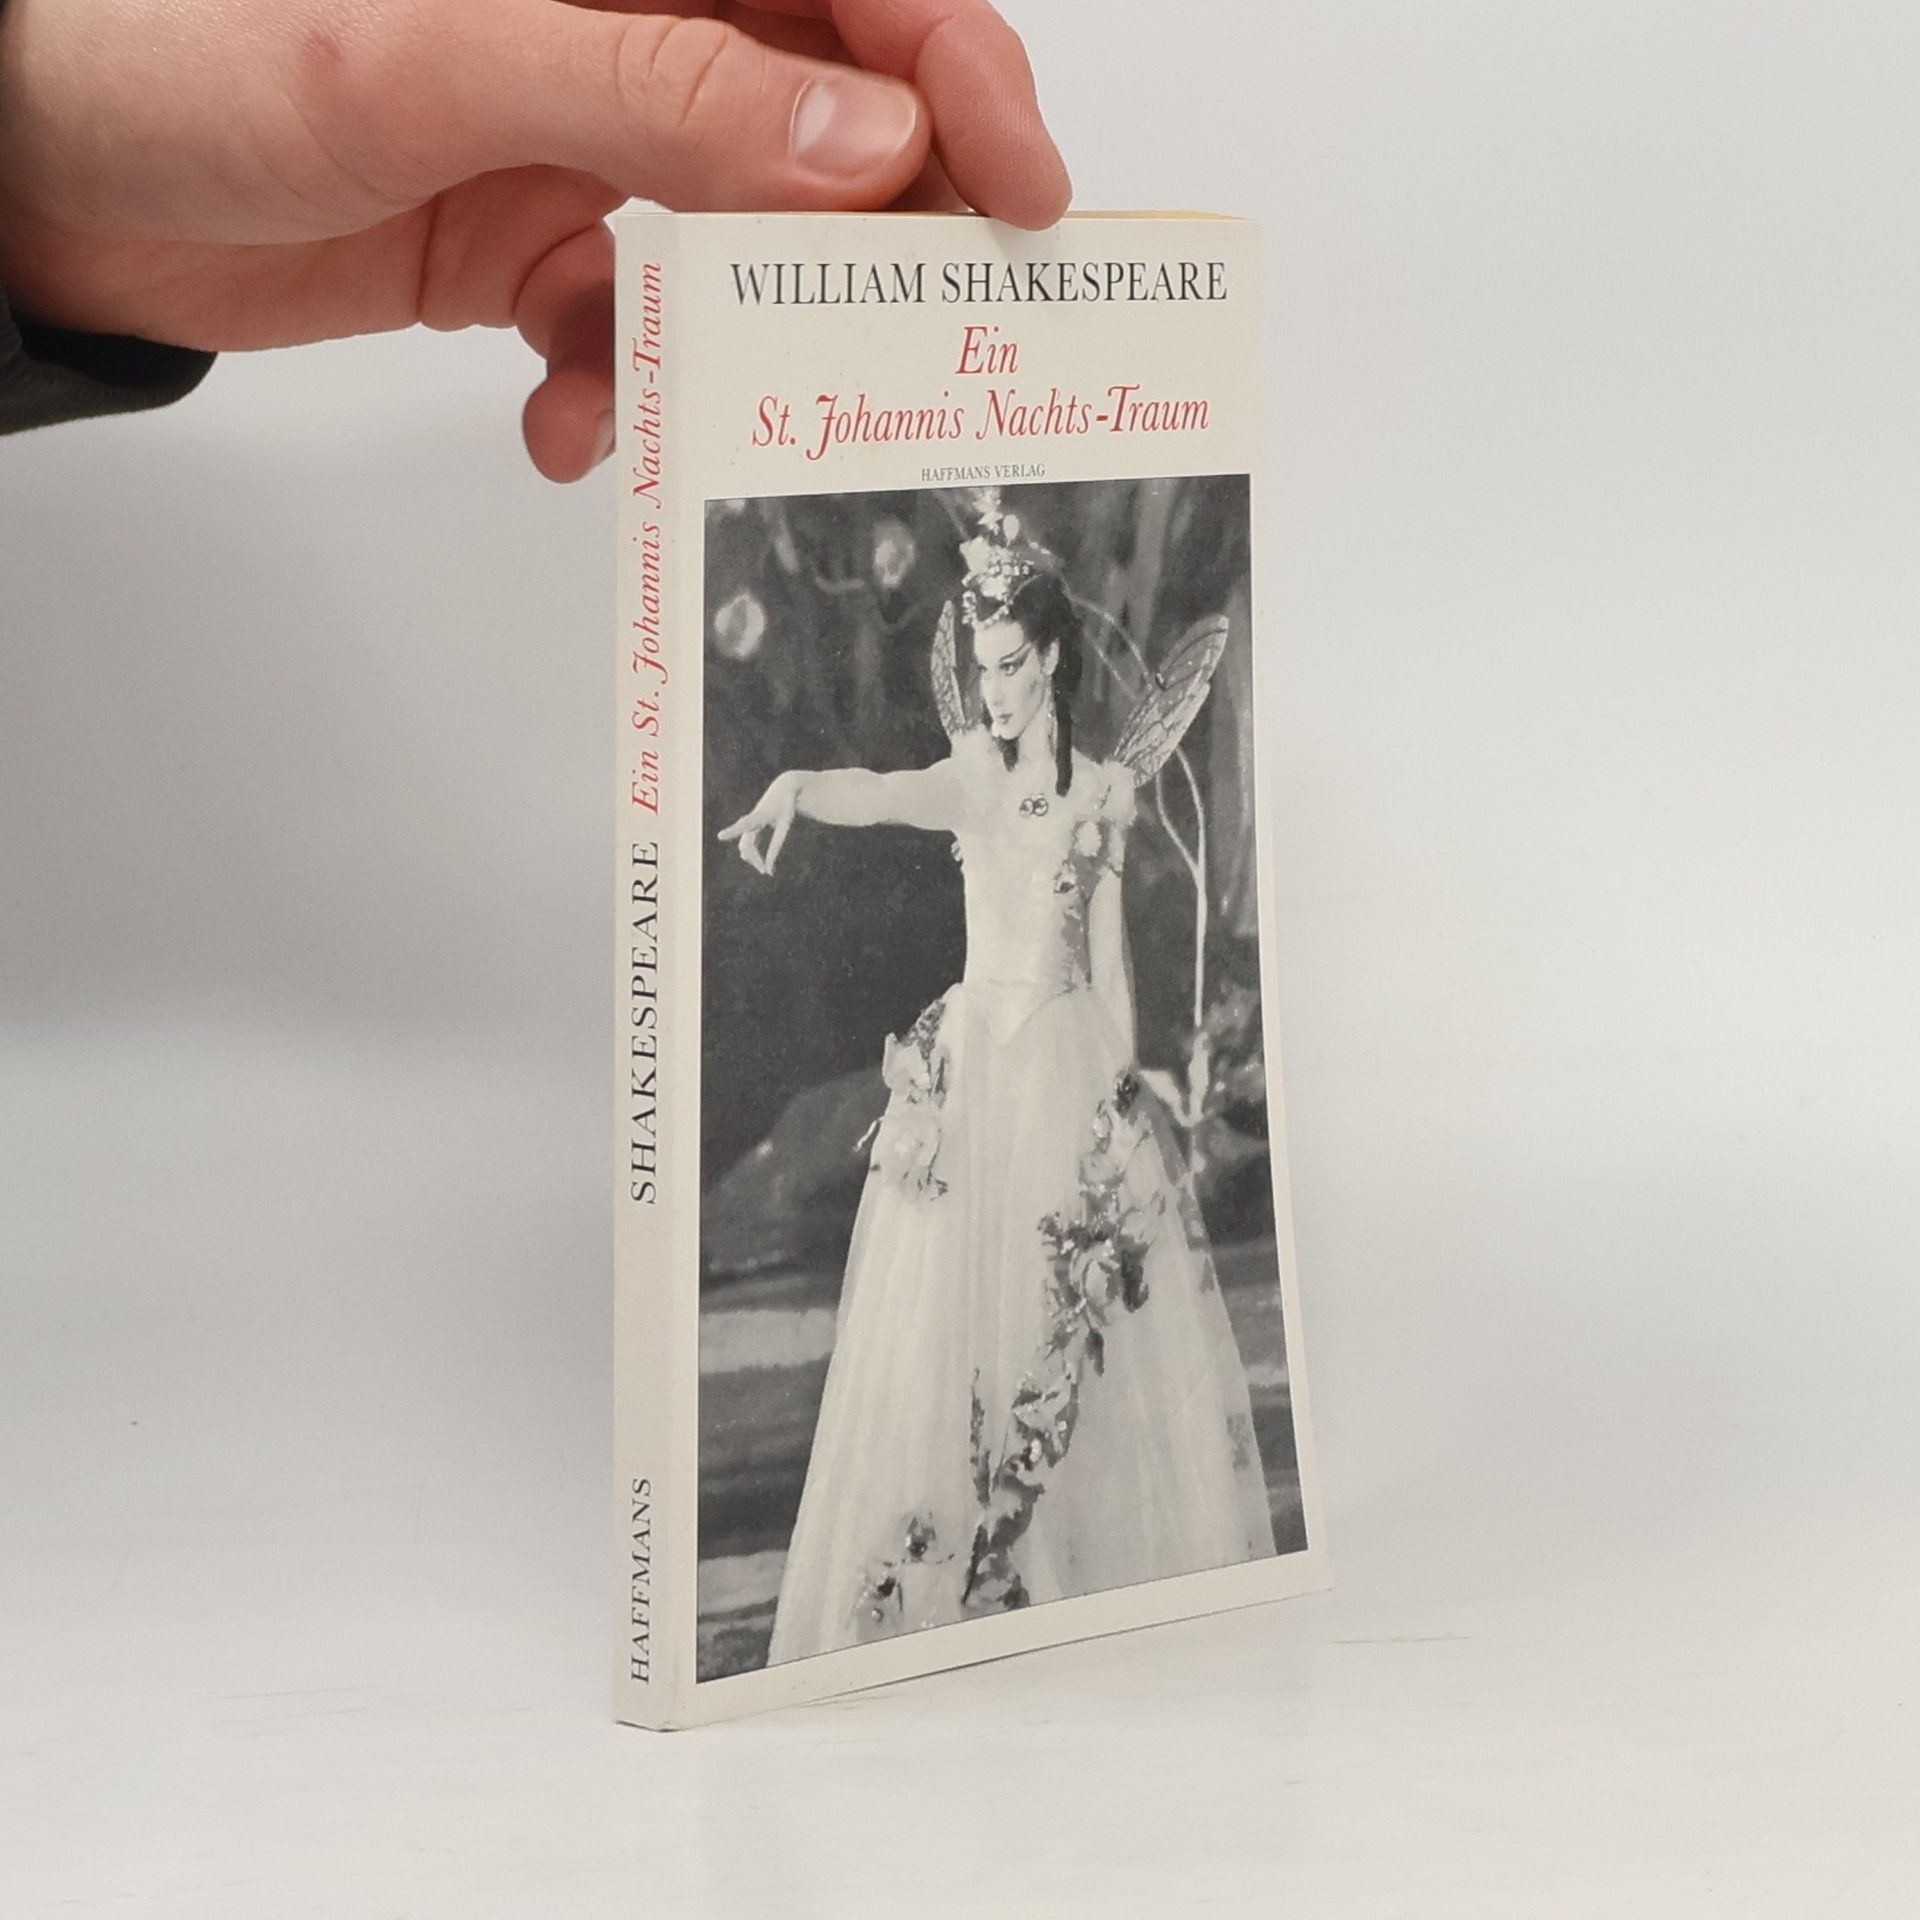 WILLIAM SHAKESPEARE
Ein
St. Johannis Nachts-Traum
HAFFMANS VERLAG
SHAKESPEARE Ein St. Johannis Nachts-Traum
HAFFMANS